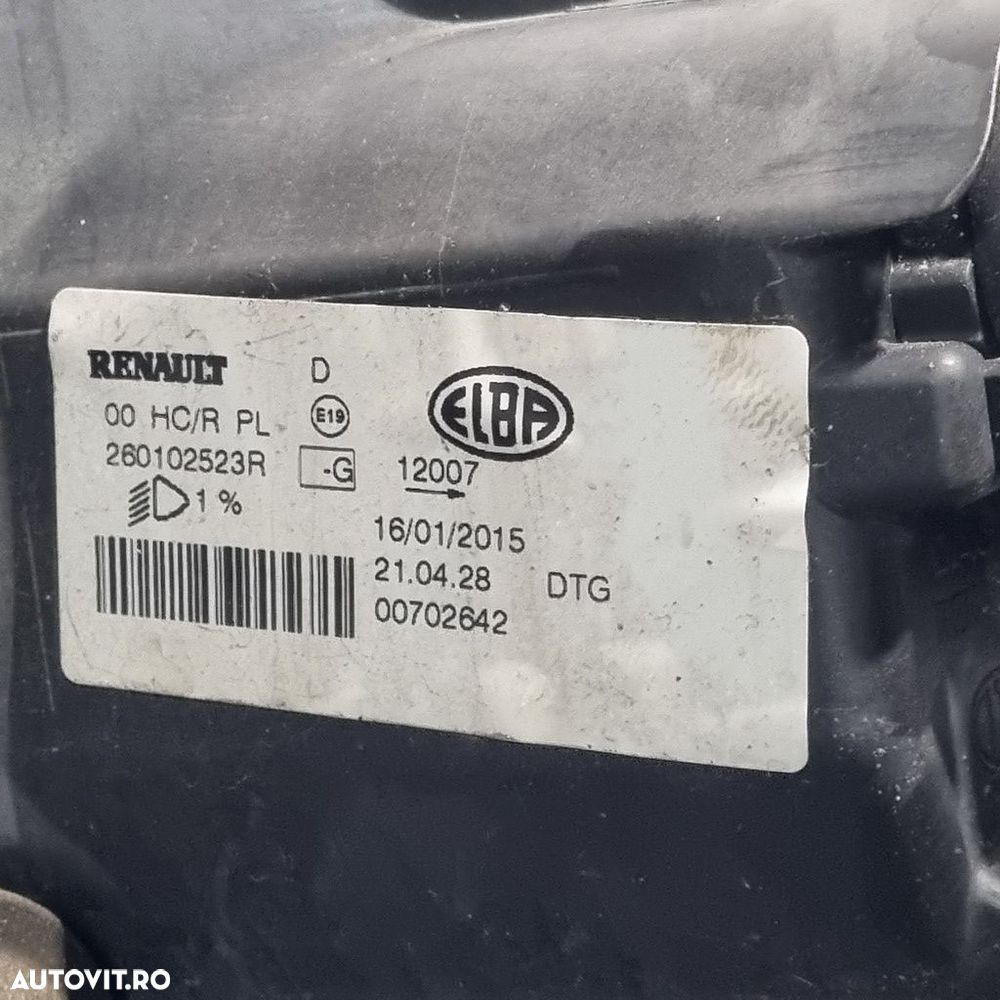 RENAULT D
00 HC/R PL E19 ELBA
260102523R -G 12007
1 % 16/01/2015
21.04.28 DTG
00702642
AUTOVIT.RO